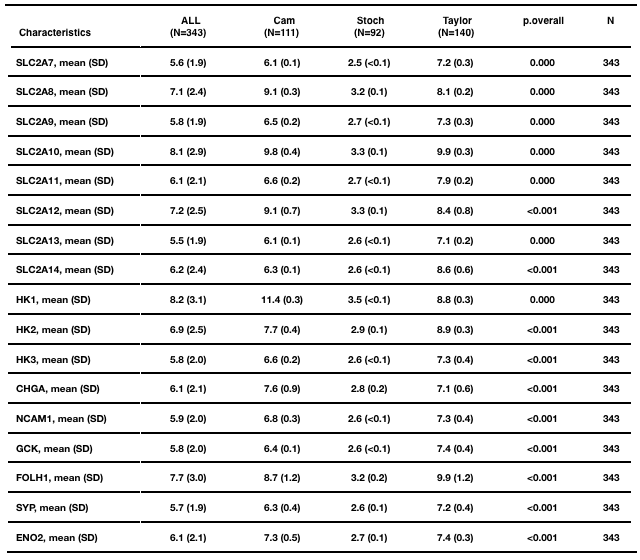 Characteristics ALL (N=343) Cam (N=111) Stoch (N=92) Taylor (N=140) p.overall N
SLC2A7, mean (SD) 5.6 (1.9) 6.1 (0.1) 2.5 (<0.1) 7.2 (0.3) 0.000 343
SLC2A8, mean (SD) 7.1 (2.4) 9.1 (0.3) 3.2 (0.1) 8.1 (0.2) 0.000 343
SLC2A9, mean (SD) 5.8 (1.9) 6.5 (0.2) 2.7 (<0.1) 7.3 (0.3) 0.000 343
SLC2A10, mean (SD) 8.1 (2.9) 9.8 (0.4) 3.3 (0.1) 9.9 (0.3) 0.000 343
SLC2A11, mean (SD) 6.1 (2.1) 6.6 (0.2) 2.7 (<0.1) 7.9 (0.2) 0.000 343
SLC2A12, mean (SD) 7.2 (2.5) 9.1 (0.7) 3.3 (0.1) 8.4 (0.8) <0.001 343
SLC2A13, mean (SD) 5.5 (1.9) 6.1 (0.1) 2.6 (<0.1) 7.1 (0.2) 0.000 343
SLC2A14, mean (SD) 6.2 (2.4) 6.3 (0.1) 2.6 (<0.1) 8.6 (0.6) <0.001 343
HK1, mean (SD) 8.2 (3.1) 11.4 (0.3) 3.5 (<0.1) 8.8 (0.3) 0.000 343
HK2, mean (SD) 6.9 (2.5) 7.7 (0.4) 2.9 (0.1) 8.9 (0.3) <0.001 343
HK3, mean (SD) 5.8 (2.0) 6.6 (0.2) 2.6 (<0.1) 7.3 (0.4) <0.001 343
CHGA, mean (SD) 6.1 (2.1) 7.6 (0.9) 2.8 (0.2) 7.1 (0.6) <0.001 343
NCAM1, mean (SD) 5.9 (2.0) 6.8 (0.3) 2.6 (<0.1) 7.3 (0.4) <0.001 343
GCK, mean (SD) 5.8 (2.0) 6.4 (0.1) 2.6 (<0.1) 7.4 (0.4) <0.001 343
FOLH1, mean (SD) 7.7 (3.0) 8.7 (1.2) 3.2 (0.2) 9.9 (1.2) <0.001 343
SYP, mean (SD) 5.7 (1.9) 6.3 (0.4) 2.6 (0.1) 7.2 (0.4) <0.001 343
ENO2, mean (SD) 6.1 (2.1) 7.3 (0.5) 2.7 (0.1) 7.4 (0.3) <0.001 343